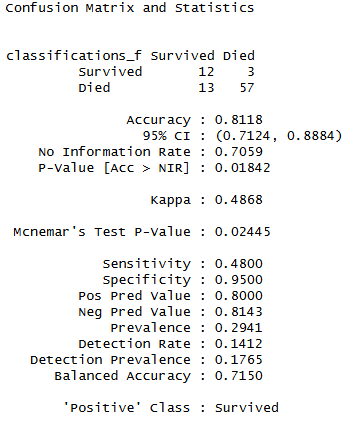 Confusion Matrix and Statistics
classifications_f Survived Died
Survived 12 3
Died 13 57
Accuracy : 0.8118
95% CI : (0.7124, 0.8884)
No Information Rate : 0.7059
P-Value [Acc > NIR] : 0.01842
Kappa : 0.4868
Mcnemar's Test P-Value : 0.02445
Sensitivity : 0.4800
Specificity : 0.9500
Pos Pred Value : 0.8000
Neg Pred Value : 0.8143
Prevalence : 0.2941
Detection Rate : 0.1412
Detection Prevalence : 0.1765
Balanced Accuracy : 0.7150
'Positive' Class : Survived